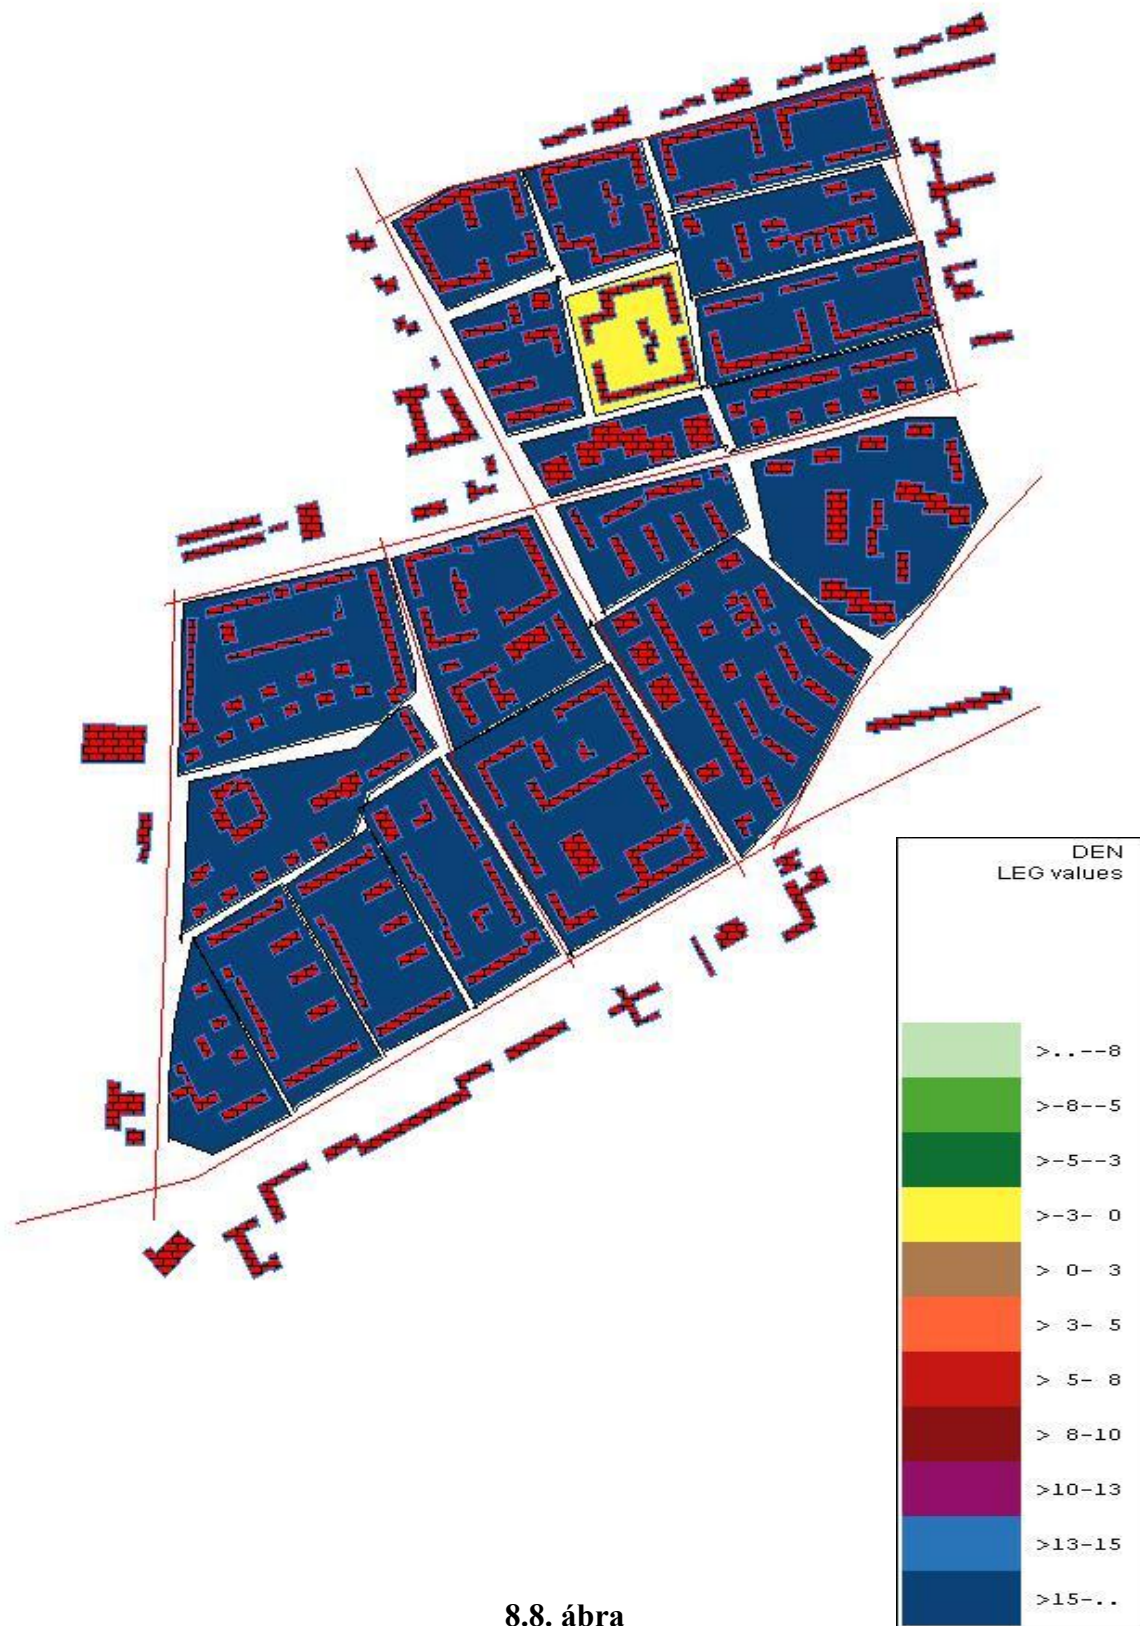 DEN
LEG values
>..--8
>-8--5
>-5--3
>-3- 0
> 0- 3
> 3- 5
> 5- 8
> 8-10
>10-13
>13-15
>15-..
8.8. ábra